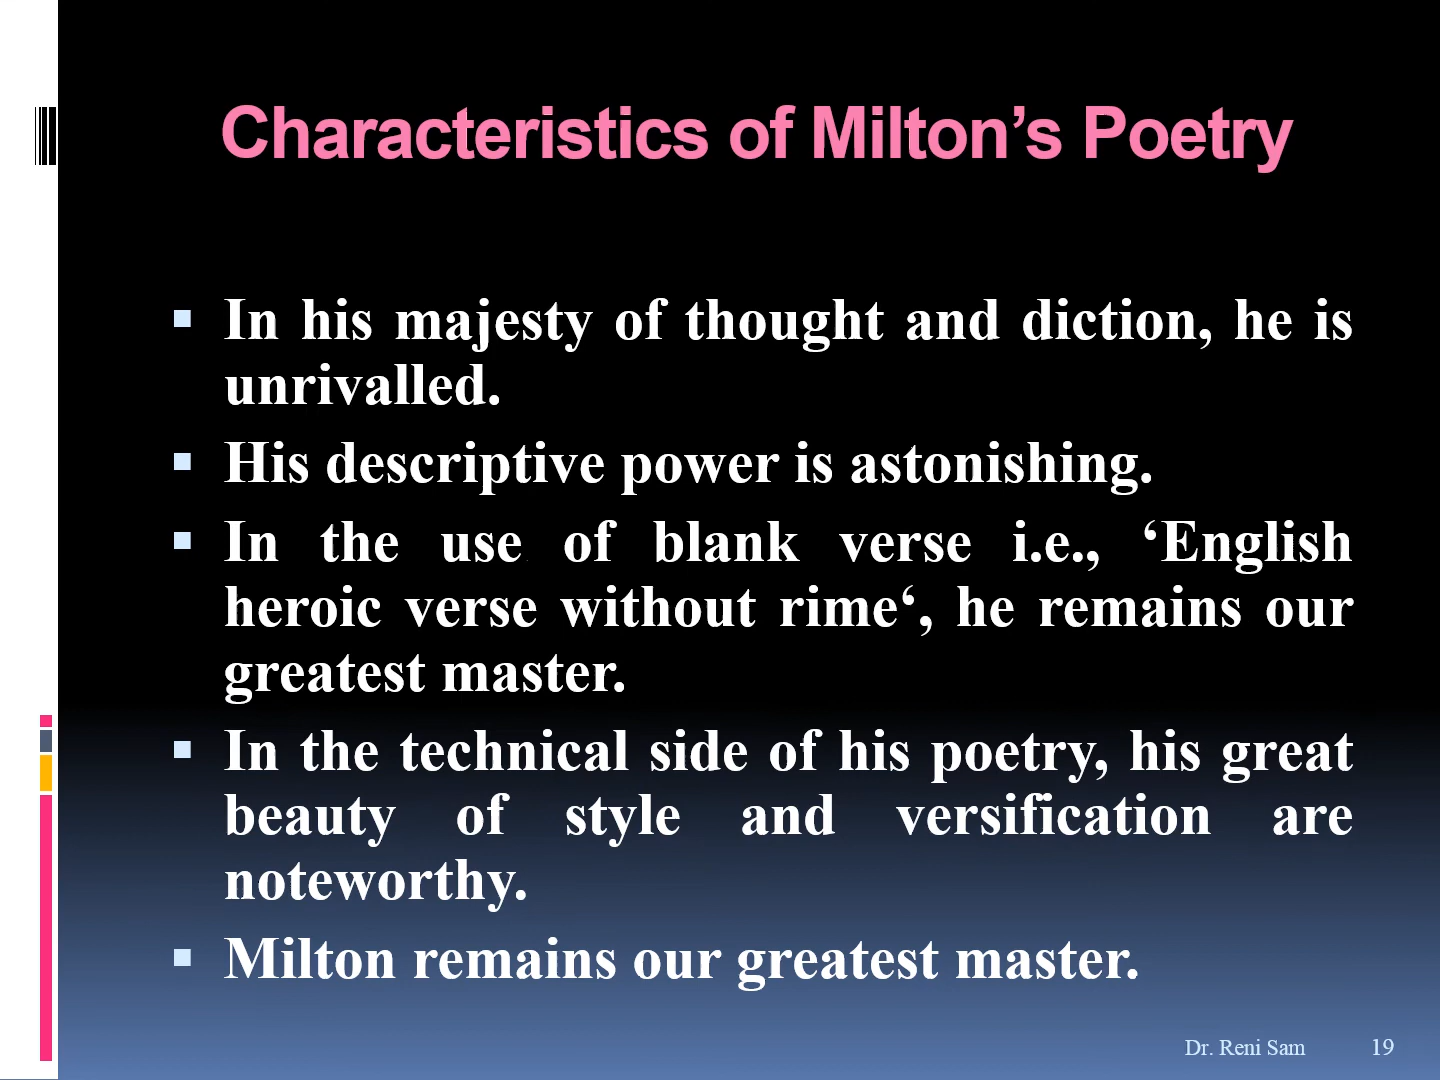 Characteristics of Milton’s Poetry
▪ In his majesty of thought and diction, he is
unrivalled.
▪ His descriptive power is astonishing.
▪ In the use of blank verse i.e., ‘English
heroic verse without rime‘, he remains our
greatest master.
▪ In the technical side of his poetry, his great
beauty of style and versification are
noteworthy.
▪ Milton remains our greatest master.
Dr. Reni Sam 19